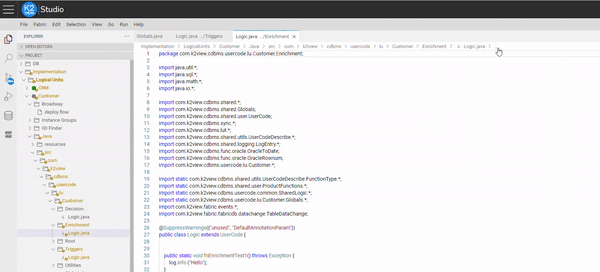 K2 VIEW Studio
File Fabric Edit Selection View Go Run Help
EXPLORER
OPEN EDITORS
PROJECT
DB
Implementation
Logical Units
CRM
Customer
Broadway
deploy.flow
Instance Groups
IID Finder
Java
resources
src
com
k2view
cdbms
usercode
lu
Customer
Decision
Logic.java
Enrichment
Logic.java
Root
Triggers
Logic.java
Utilities
Globals.java Logic.java .../Triggers Logic.java .../Enrichment ×
Implementation > LogicalUnits > Customer > Java > src > com > k2view > cdbms > usercode > lu > Customer > Enrichment > Logic.java >
1 package com.k2view.cdbms.usercode.lu.Customer.Enrichment;
2
3 import java.util.*;
4 import java.sql.*;
5 import java.math.*;
6 import java.io.*;
7
8 import com.k2view.cdbms.shared.*;
9 import com.k2view.cdbms.shared.Globals;
10 import com.k2view.cdbms.shared.user.UserCode;
11 import com.k2view.cdbms.sync.*;
12 import com.k2view.cdbms.lut.*;
13 import com.k2view.cdbms.shared.utils.UserCodeDescribe.*;
14 import com.k2view.cdbms.shared.logging.LogEntry.*;
15 import com.k2view.cdbms.func.oracle.OracleToDate;
16 import com.k2view.cdbms.func.oracle.OracleRownum;
17 import com.k2view.cdbms.usercode.lu.Customer.*;
18
19 import static com.k2view.cdbms.shared.utils.UserCodeDescribe.FunctionType.*;
20 import static com.k2view.cdbms.shared.user.ProductFunctions.*;
21 import static com.k2view.cdbms.usercode.common.SharedLogic.*;
22 import static com.k2view.cdbms.usercode.lu.Customer.Globals.*;
23 import com.k2view.fabric.events.*;
24 import com.k2view.fabric.fabricdb.datachange.TableDataChange;
25
26 @SuppressWarnings({"unused", "DefaultAnnotationParam"})
27 public class Logic extends UserCode {
28
29
30 public static void fnEnrichmentTest1() throws Exception {
31 log.info("Hello");
32
33 }